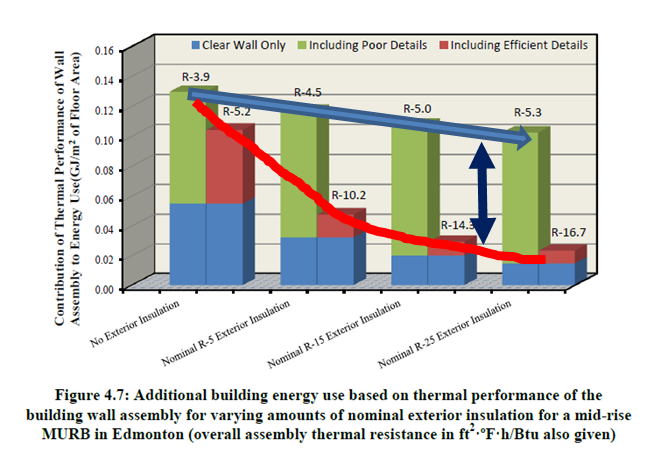 Contribution of Thermal Performance of Wall
Assembly to Energy Use(GJ/m² of Floor Area)
Clear Wall Only Including Poor Details Including Efficient Details
0.16
0.14
0.12
0.10
0.08
0.06
0.04
0.02
0.00
R-3.9
R-5.2
R-4.5
R-10.2
R-5.0
R-14.3
R-5.3
R-16.7
No Exterior Insulation
Nominal R-5 Exterior Insulation
Nominal R-15 Exterior Insulation
Nominal R-25 Exterior Insulation
Figure 4.7: Additional building energy use based on thermal performance of the
building wall assembly for varying amounts of nominal exterior insulation for a mid-rise
MURB in Edmonton (overall assembly thermal resistance in ft²·°F·h/Btu also given)